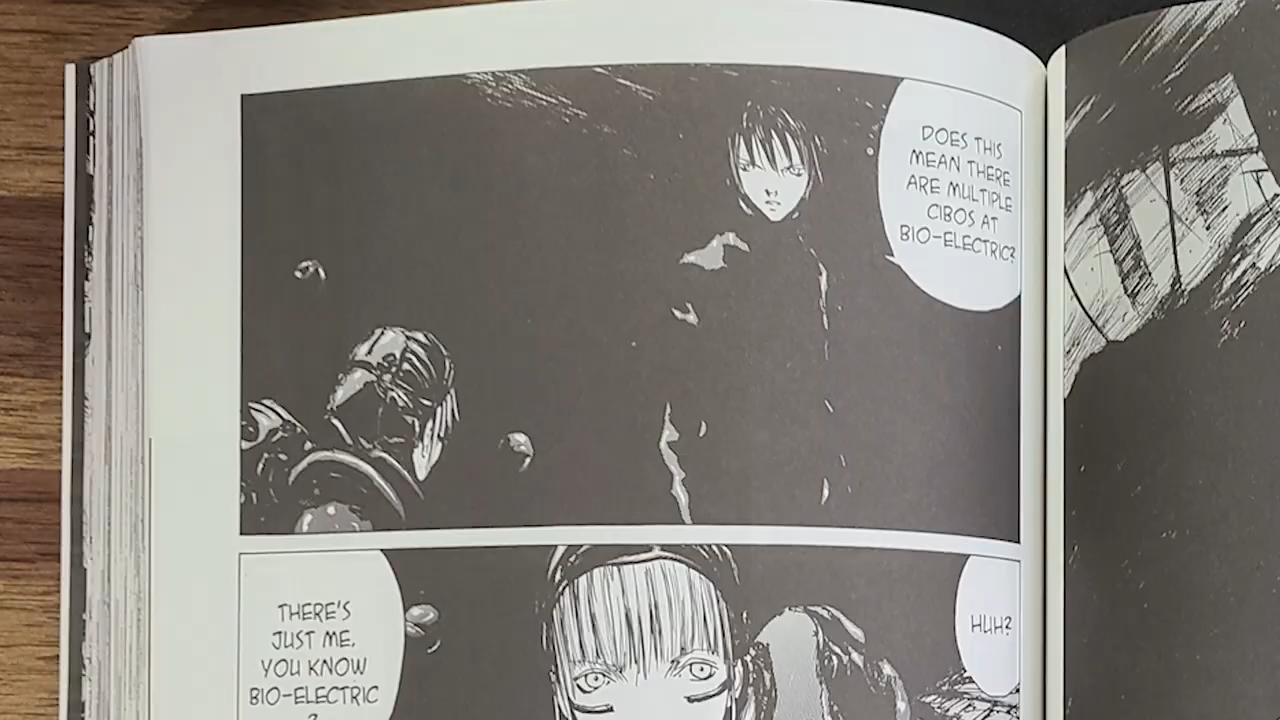 DOES THIS
MEAN THERE
ARE MULTIPLE
CIBOS AT
BIO-ELECTRIC?
HUH?
THERE'S
JUST ME,
YOU KNOW
BIO-ELECTRIC
?